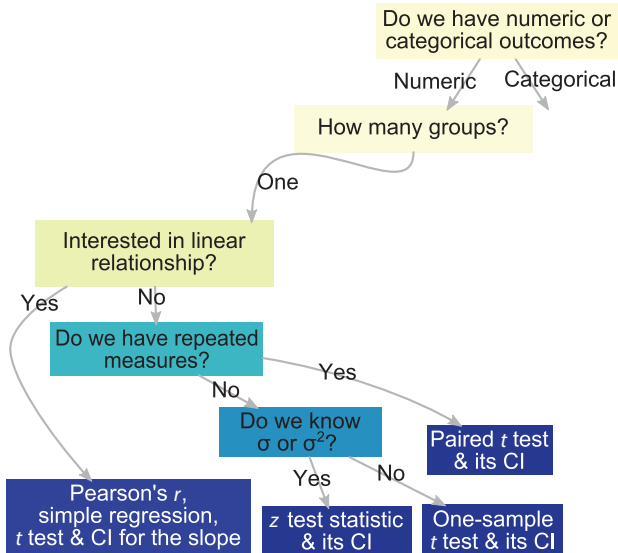 Do we have numeric or
categorical outcomes?
Numeric
Categorical
How many groups?
One
Interested in linear
relationship?
Yes
No
Do we have repeated
measures?
Yes
No
Do we know
σ or σ²?
Paired t test
& its CI
Yes
No
Pearson's r,
simple regression,
t test & CI for the slope
z test statistic
& its CI
One-sample
t test & its CI